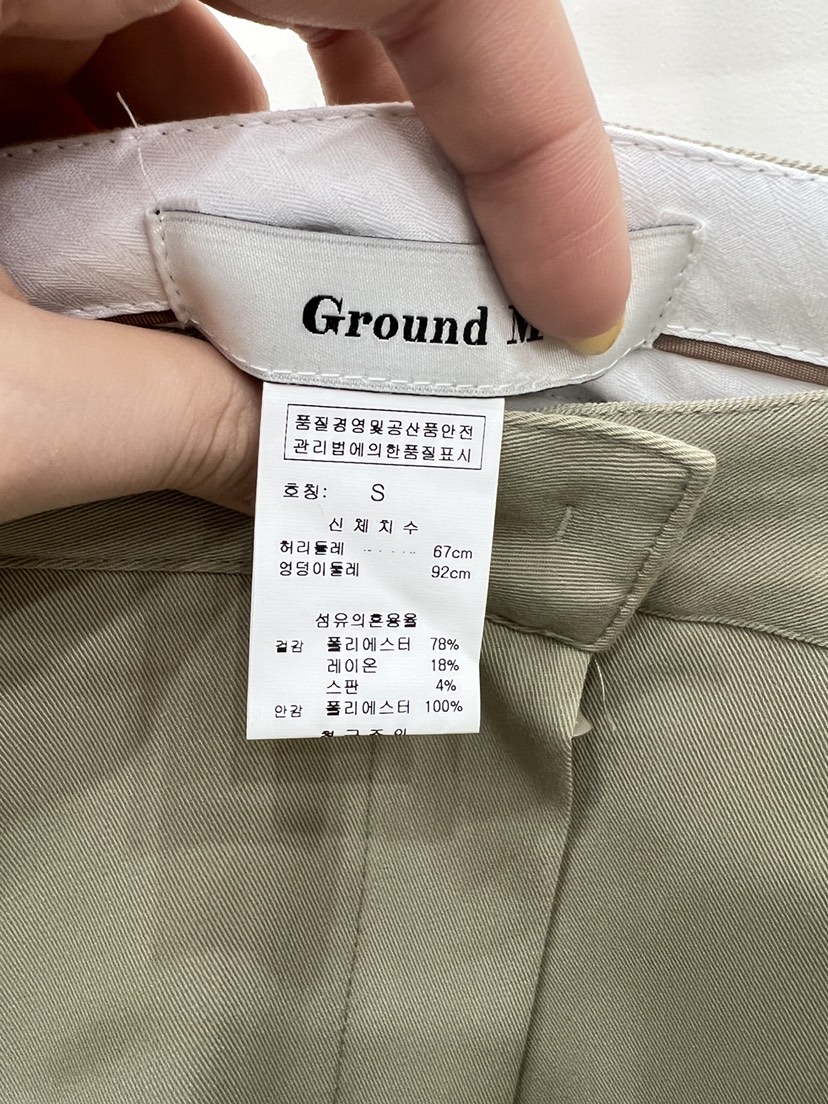 Ground
품질경영및공산품안전
관리법에의한품질표시
호칭: S
신체치수
허리둘레 67cm
엉덩이둘레 92cm
섬유의혼용율
겉감 폴리에스터 78%
레이온 18%
스판 4%
안감 폴리에스터 100%